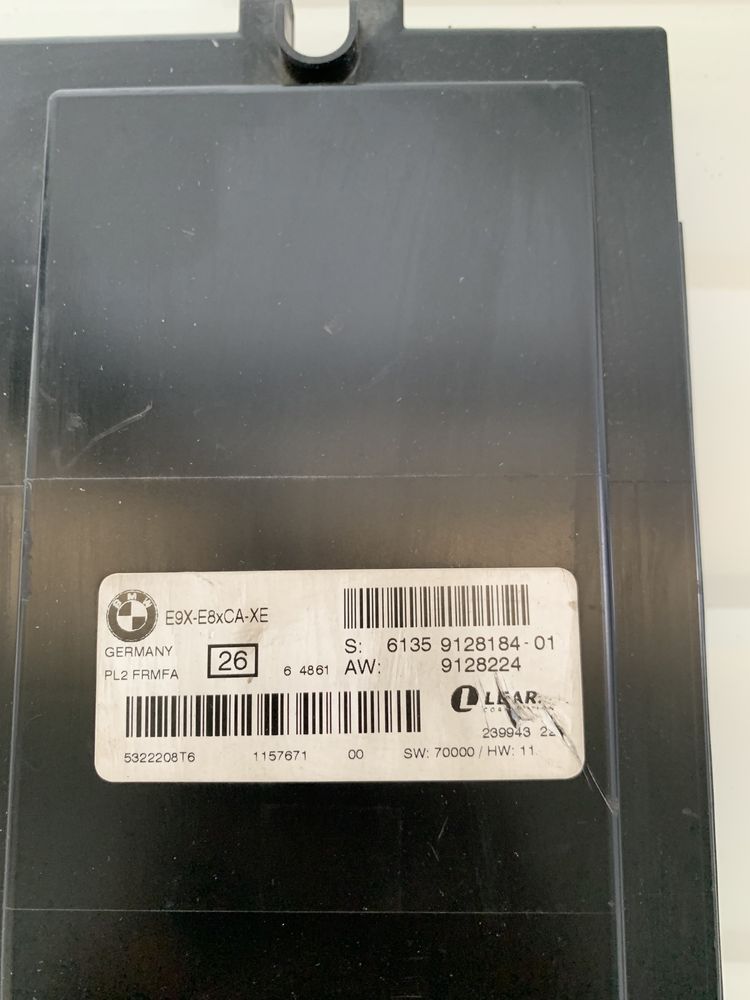 BMW
E9X-E8xCA-XE
GERMANY
PL2 FRMFA
26
6 4861
S: 6135 9128184-01
AW: 9128224
LEAR
239943 22
5322208T6 1157671 00 SW: 70000 / HW: 11